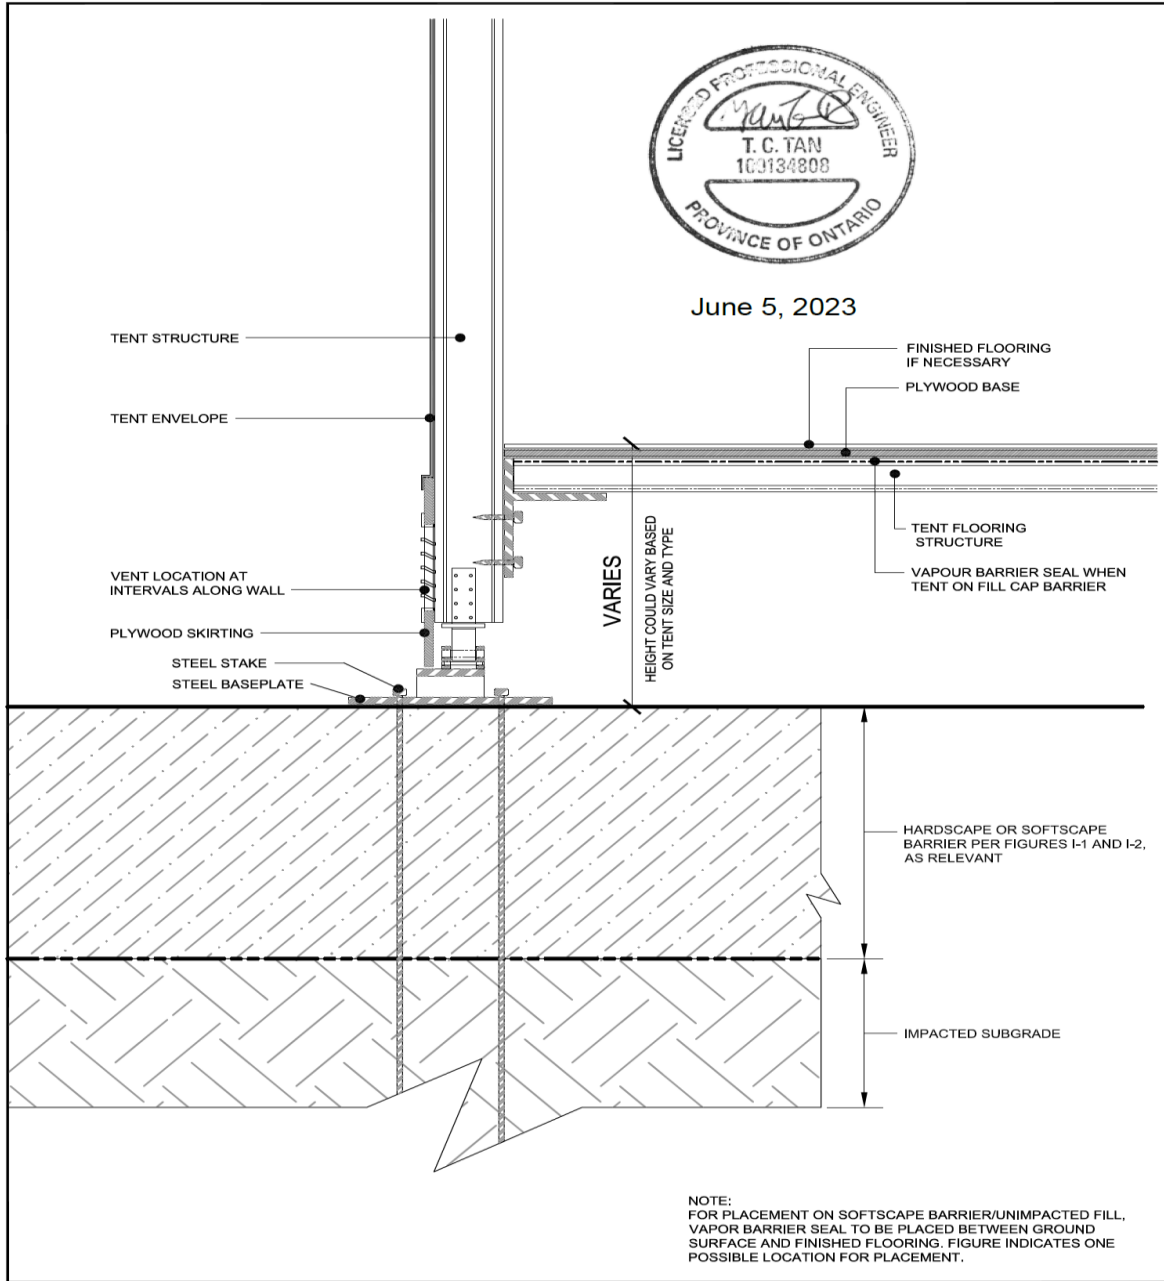 LICENSED PROFESSIONAL ENGINEER
T. C. TAN
100134808
PROVINCE OF ONTARIO
June 5, 2023
TENT STRUCTURE
TENT ENVELOPE
VENT LOCATION AT
INTERVALS ALONG WALL
PLYWOOD SKIRTING
STEEL STAKE
STEEL BASEPLATE
FINISHED FLOORING
IF NECESSARY
PLYWOOD BASE
TENT FLOORING
STRUCTURE
VAPOUR BARRIER SEAL WHEN
TENT ON FILL CAP BARRIER
VARIES
HEIGHT COULD VARY BASED
ON TENT SIZE AND TYPE
HARDSCAPE OR SOFTSCAPE
BARRIER PER FIGURES I-1 AND I-2,
AS RELEVANT
IMPACTED SUBGRADE
NOTE:
FOR PLACEMENT ON SOFTSCAPE BARRIER/UNIMPACTED FILL,
VAPOR BARRIER SEAL TO BE PLACED BETWEEN GROUND
SURFACE AND FINISHED FLOORING. FIGURE INDICATES ONE
POSSIBLE LOCATION FOR PLACEMENT.